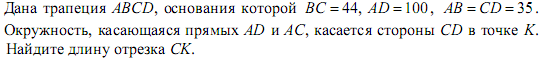 Дана трапеция ABCD, основания которой BC = 44, AD = 100, AB = CD = 35.
Окружность, касающаяся прямых AD и AC, касается стороны CD в точке K.
Найдите длину отрезка CK.